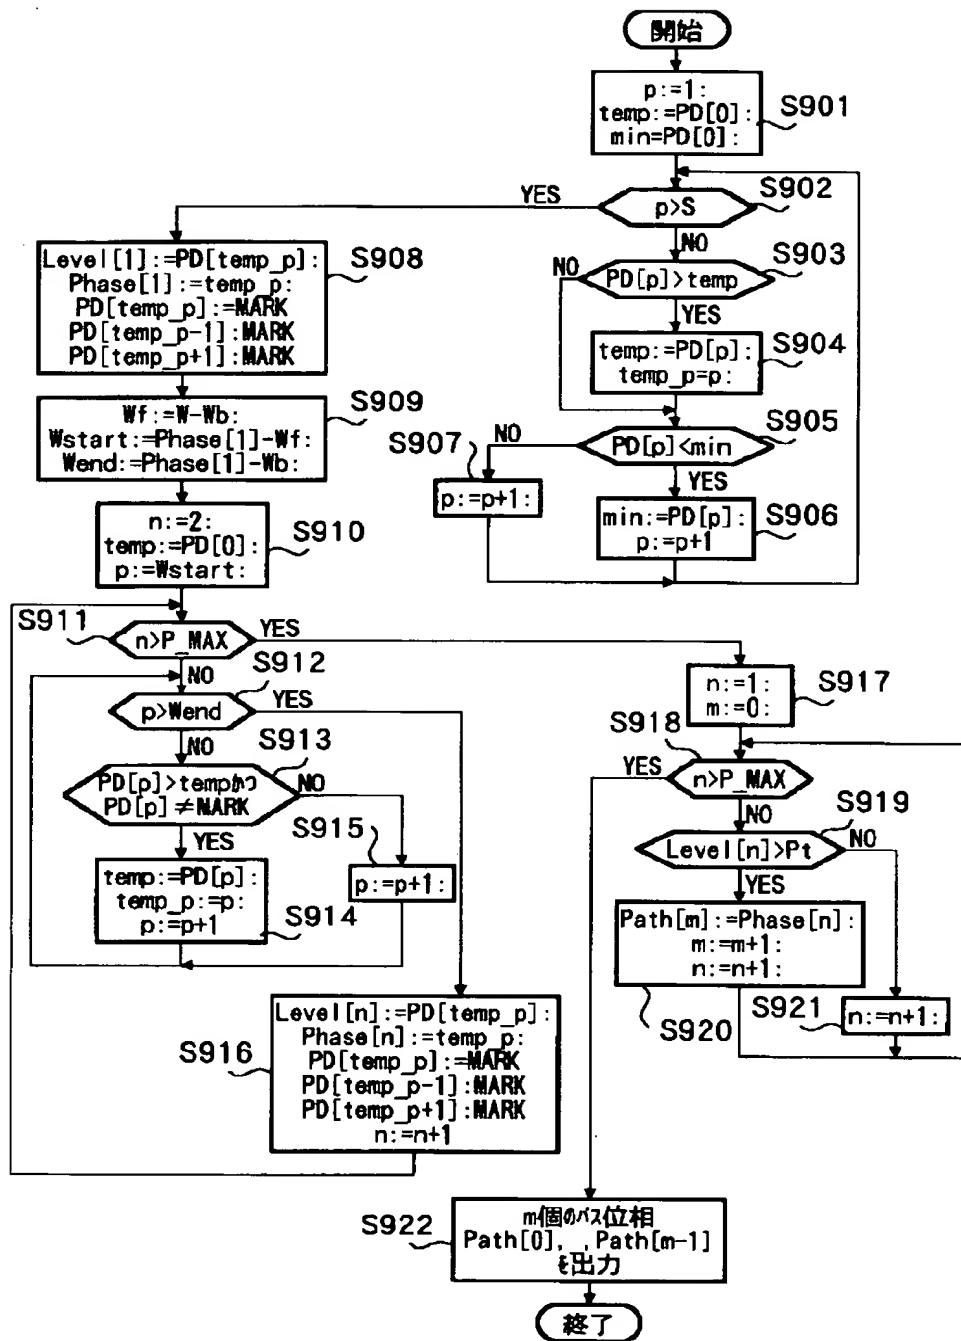 開始
p:=1:
temp:=PD[0]:
min=PD[0]:
S901
S902
p>S
YES
NO
S903
PD[p]>temp
NO
YES
temp:=PD[p]:
temp_p=p:
S904
S905
PD[p]<min
NO
YES
S907
p:=p+1:
min:=PD[p]:
p:=p+1
S906
Level[1]:=PD[temp_p]:
Phase[1]:=temp_p:
PD[temp_p]:=MARK
PD[temp_p-1]:MARK
PD[temp_p+1]:MARK
S908
Wf:=W-Wb:
Wstart:=Phase[1]-Wf:
Wend:=Phase[1]-Wb:
S909
n:=2:
temp:=PD[0]:
p:=Wstart:
S910
S911
n>P_MAX
YES
NO
S912
p>Wend
YES
NO
S913
PD[p]>tempかつ
PD[p]≠MARK
NO
YES
temp:=PD[p]:
temp_p:=p:
p:=p+1
S914
S915
p:=p+1:
S916
Level[n]:=PD[temp_p]:
Phase[n]:=temp_p:
PD[temp_p]:=MARK
PD[temp_p-1]:MARK
PD[temp_p+1]:MARK
n:=n+1
n:=1:
m:=0:
S917
S918
n>P_MAX
YES
NO
S919
Level[n]>Pt
NO
YES
Path[m]:=Phase[n]:
m:=m+1:
n:=n+1:
S920
S921
n:=n+1:
S922
m個のパス位相
Path[0],_,Path[m-1]
を出力
終了